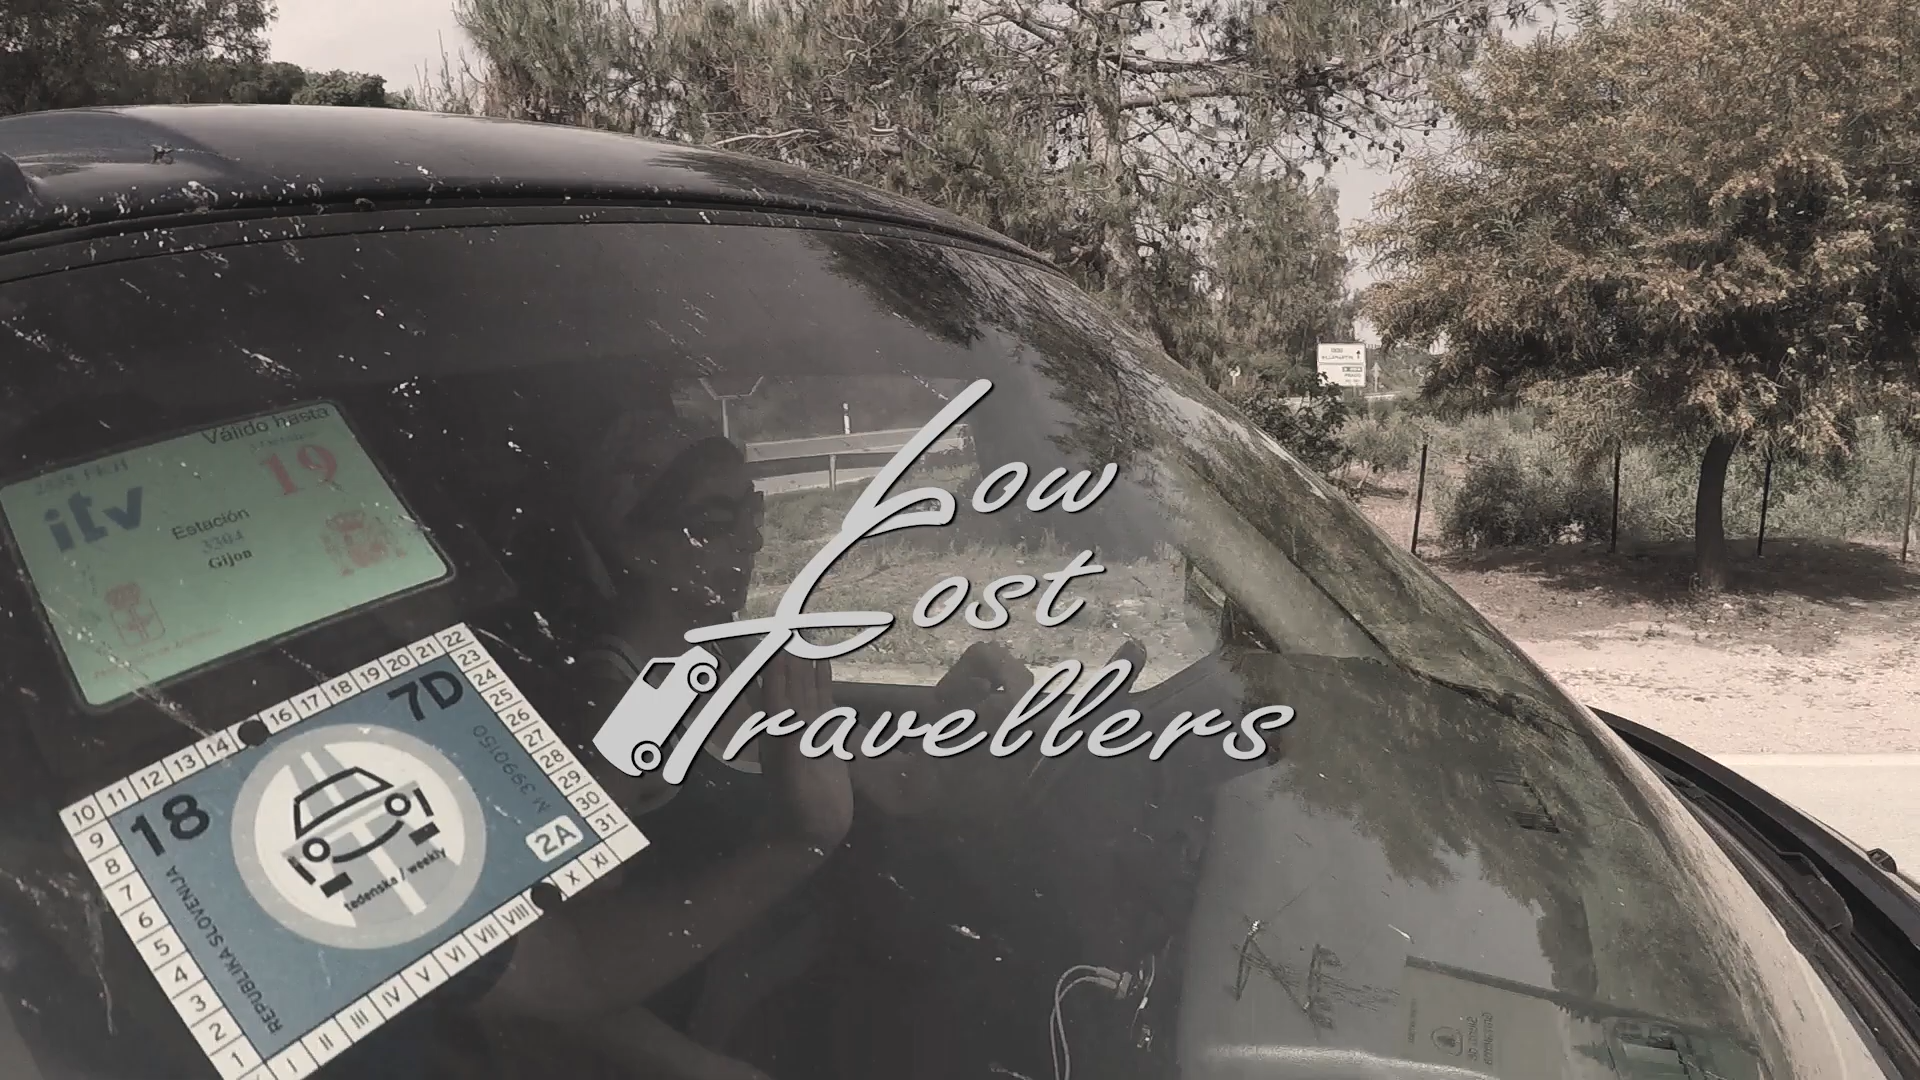 Válido hasta
19
itv
Estación
3304
Gijon
Low
Cost
Travellers
10 11 12 13 14 16 17 18 19 20 21 22
23
24
25
26
27
28
29
30
31
9
8
7
6
5
4
3
2
1
18
7D
M 3990150
2A
tedenska / weekly
REPUBLIKA SLOVENIJA
I II III IV V VI VII VIII X XI